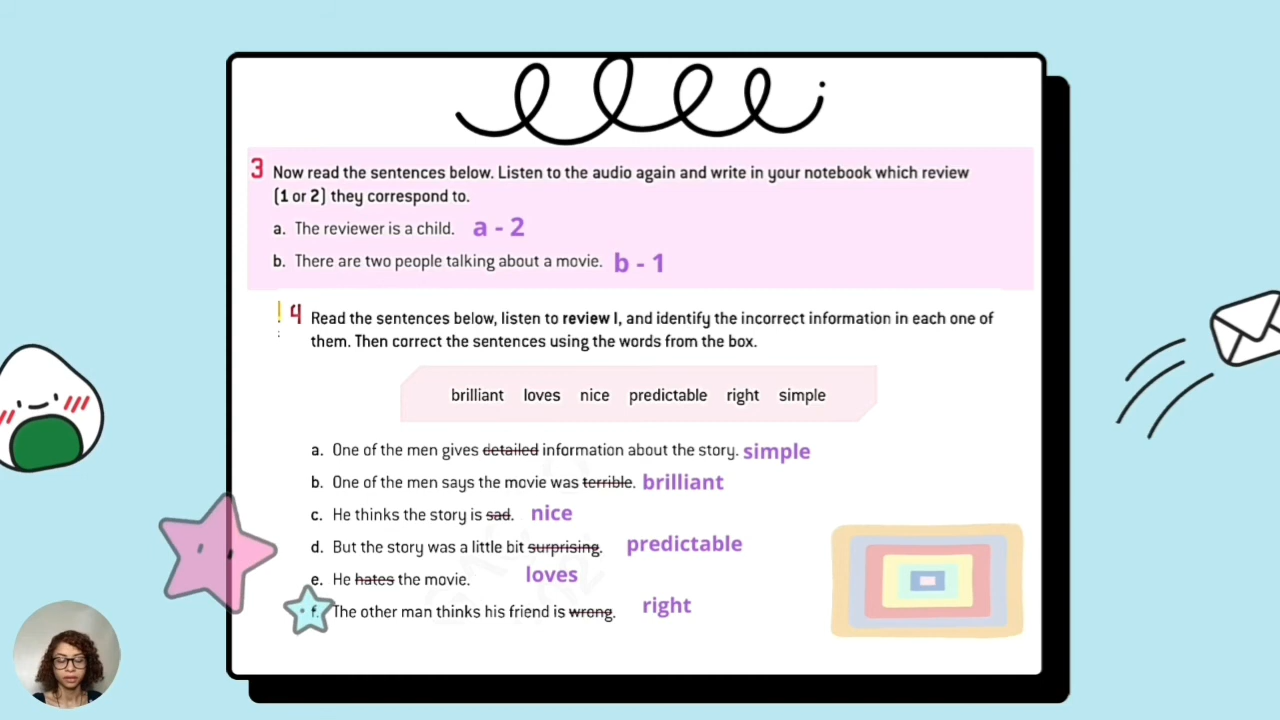 3 Now read the sentences below. Listen to the audio again and write in your notebook which review
(1 or 2) they correspond to.
a. The reviewer is a child. a - 2
b. There are two people talking about a movie. b - 1
! 4 Read the sentences below, listen to review 1, and identify the incorrect information in each one of
them. Then correct the sentences using the words from the box.
brilliant loves nice predictable right simple
a. One of the men gives detailed information about the story. simple
b. One of the men says the movie was terrible. brilliant
c. He thinks the story is sad. nice
d. But the story was a little bit surprising. predictable
e. He hates the movie. loves
f. The other man thinks his friend is wrong. right